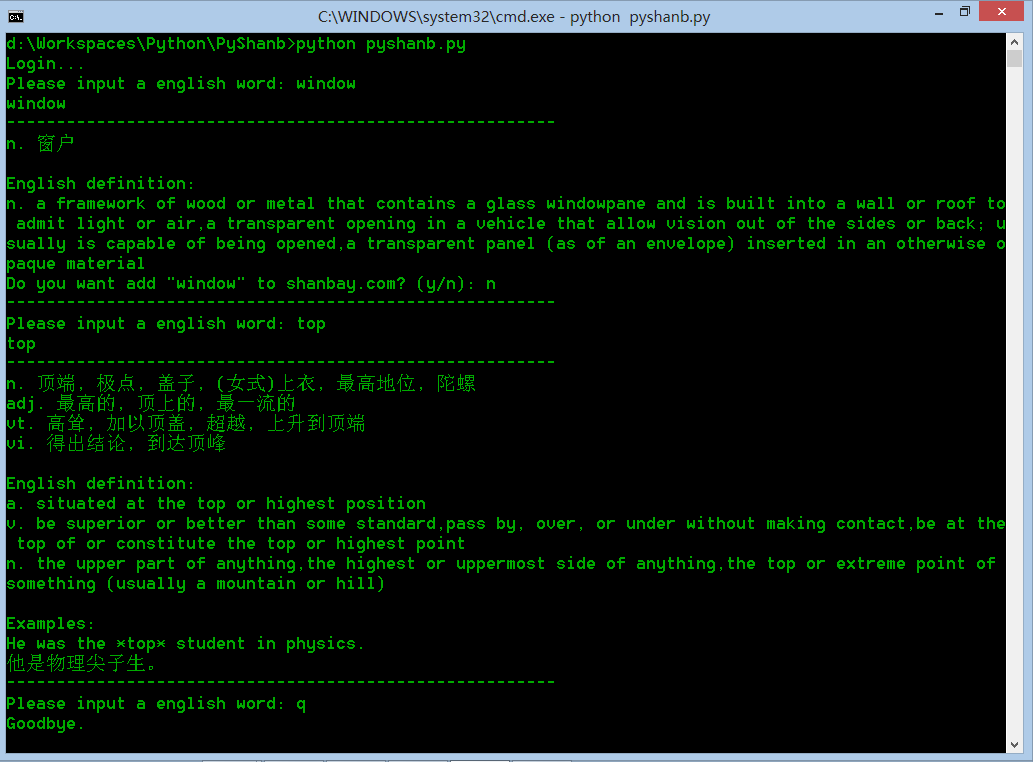 C:\WINDOWS\system32\cmd.exe - python  pyshanb.py
d:\Workspaces\Python\PyShanb>python pyshanb.py
Login...
Please input a english word: window
window
-------------------------------------------------------
n. 窗户
English definition:
n. a framework of wood or metal that contains a glass windowpane and is built into a wall or roof to
 admit light or air,a transparent opening in a vehicle that allow vision out of the sides or back; u
sually is capable of being opened,a transparent panel (as of an envelope) inserted in an otherwise o
paque material
Do you want add "window" to shanbay.com? (y/n): n
-------------------------------------------------------
Please input a english word: top
top
-------------------------------------------------------
n. 顶端，极点，盖子，(女式)上衣，最高地位，陀螺
adj. 最高的，顶上的，最一流的
vt. 高耸，加以顶盖，超越，上升到顶端
vi. 得出结论，到达顶峰
English definition:
a. situated at the top or highest position
v. be superior or better than some standard,pass by, over, or under without making contact,be at the
 top of or constitute the top or highest point
n. the upper part of anything,the highest or uppermost side of anything,the top or extreme point of
something (usually a mountain or hill)
Examples:
He was the *top* student in physics.
他是物理尖子生。
-------------------------------------------------------
Please input a english word: q
Goodbye.